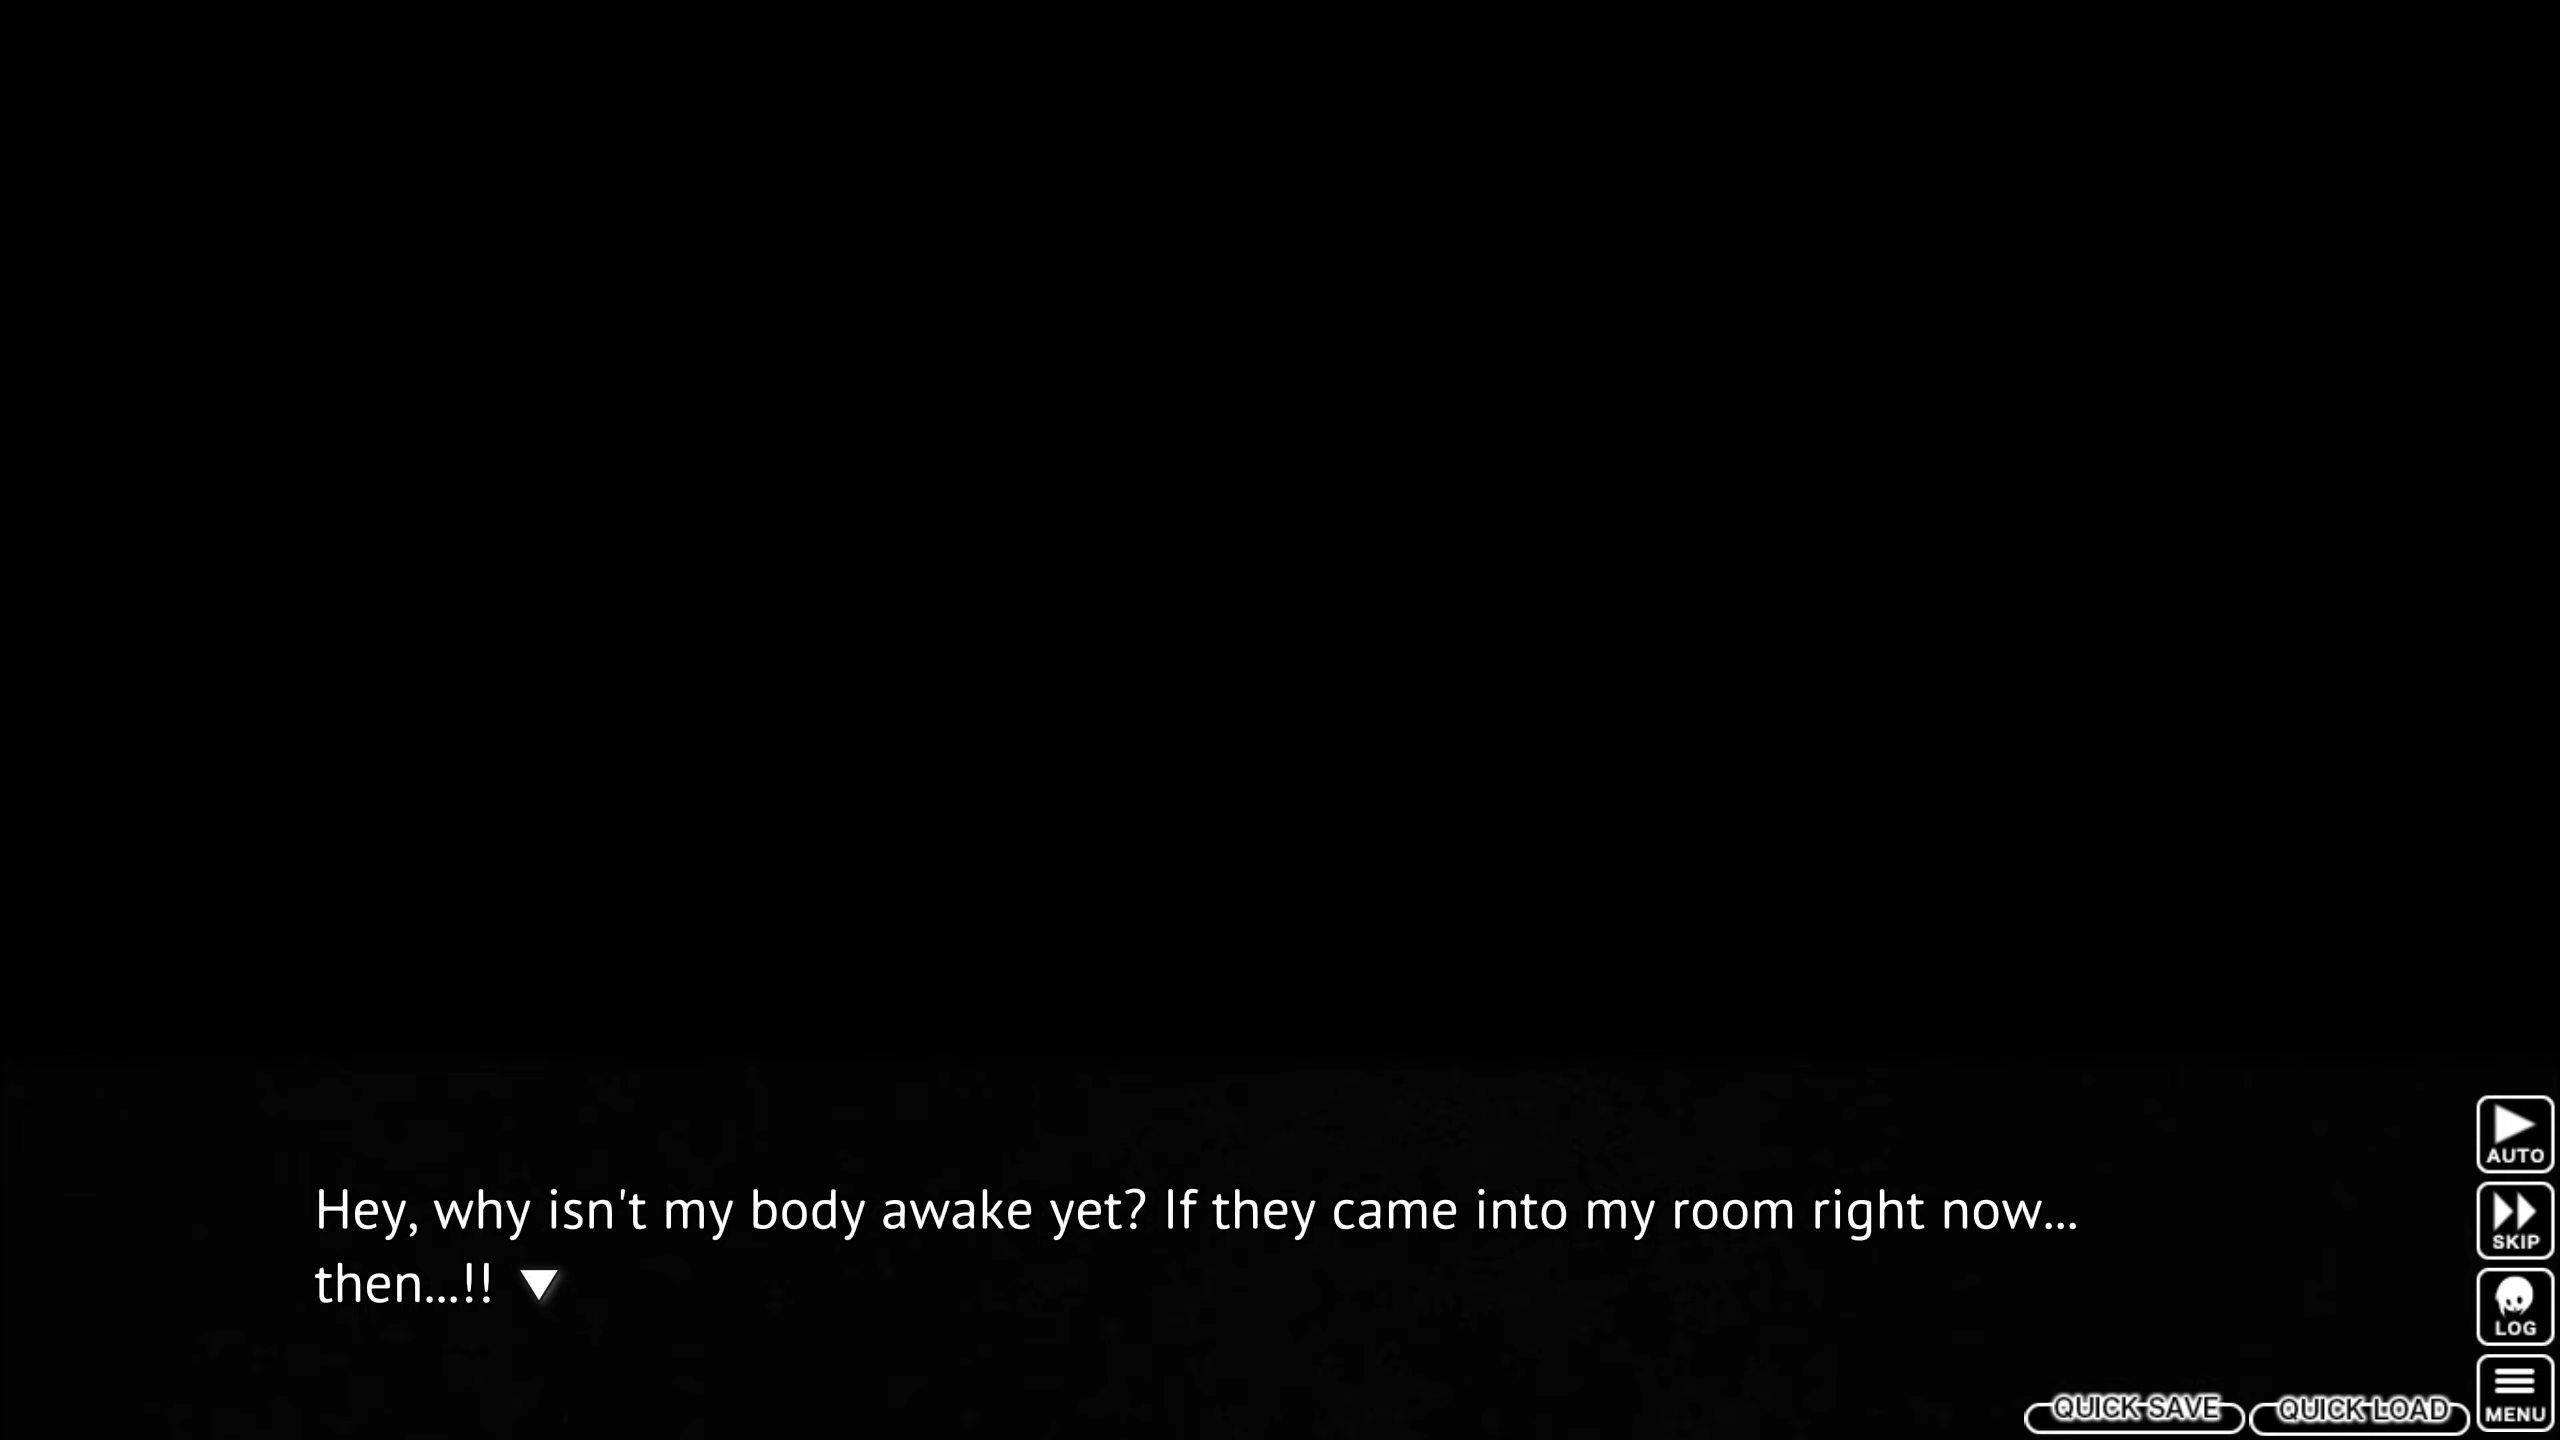 Hey, why isn't my body awake yet? If they came into my room right now...
then...!!
AUTO
SKIP
LOG
MENU
QUICK SAVE
QUICK LOAD